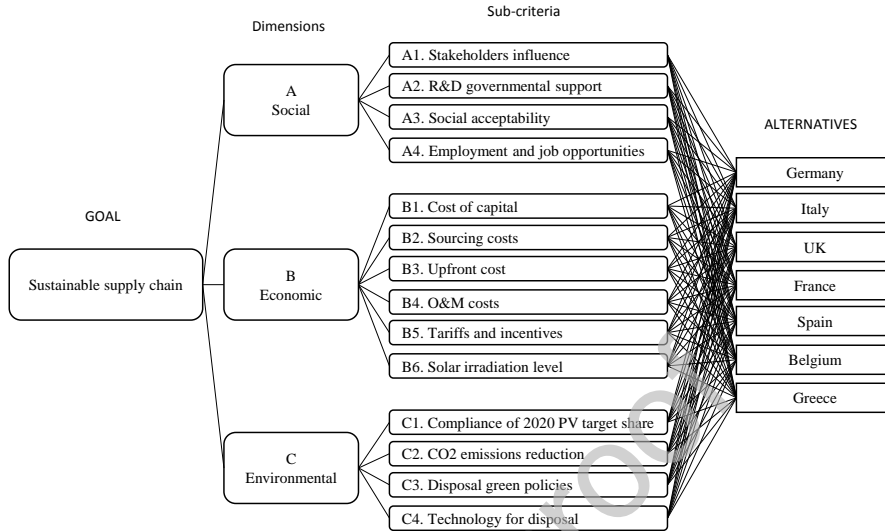 Sub-criteria
Dimensions
A1. Stakeholders influence
A2. R&D governmental support
A
Social
A3. Social acceptability
A4. Employment and job opportunities
ALTERNATIVES
Germany
Italy
UK
France
Spain
Belgium
Greece
GOAL
Sustainable supply chain
B1. Cost of capital
B2. Sourcing costs
B
Economic
B3. Upfront cost
B4. O&M costs
B5. Tariffs and incentives
B6. Solar irradiation level
C1. Compliance of 2020 PV target share
C2. CO2 emissions reduction
C
Environmental
C3. Disposal green policies
C4. Technology for disposal